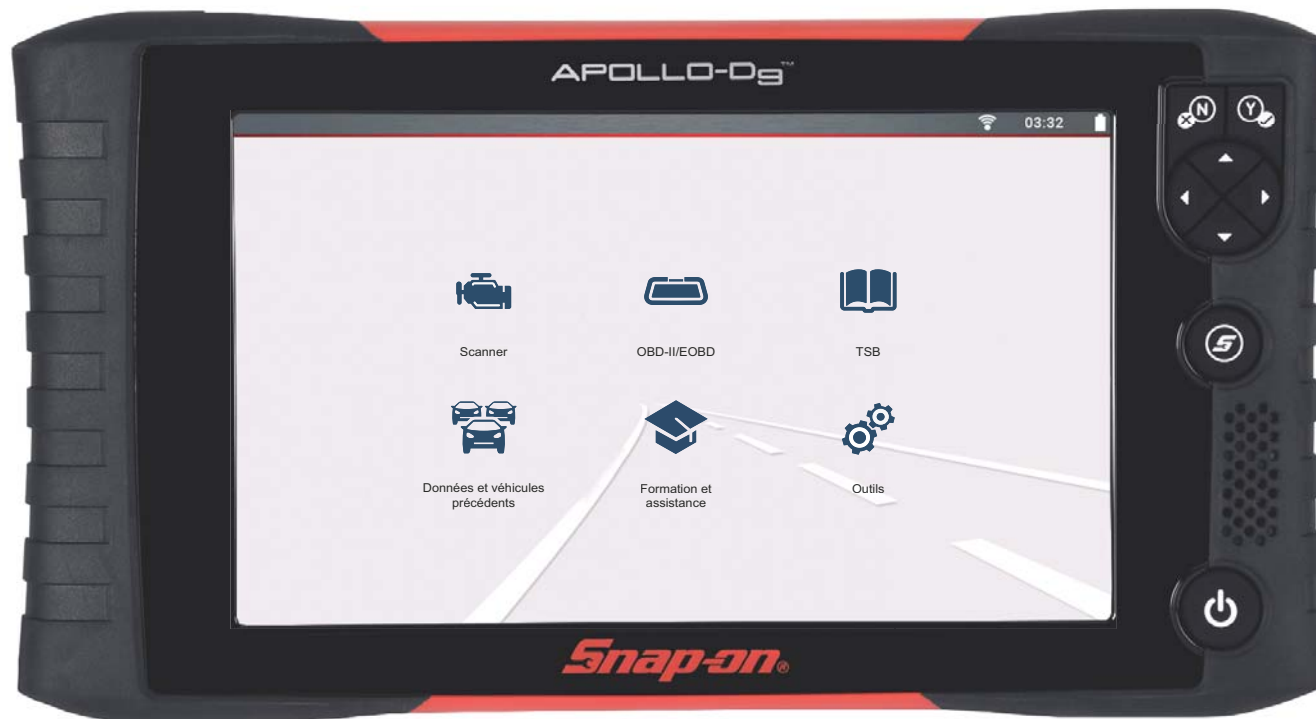 APOLLO-D9™
03:32
N
Y
Scanner
OBD-II/EOBD
TSB
Données et véhicules
précédents
Formation et
assistance
Outils
S
Snap-on®